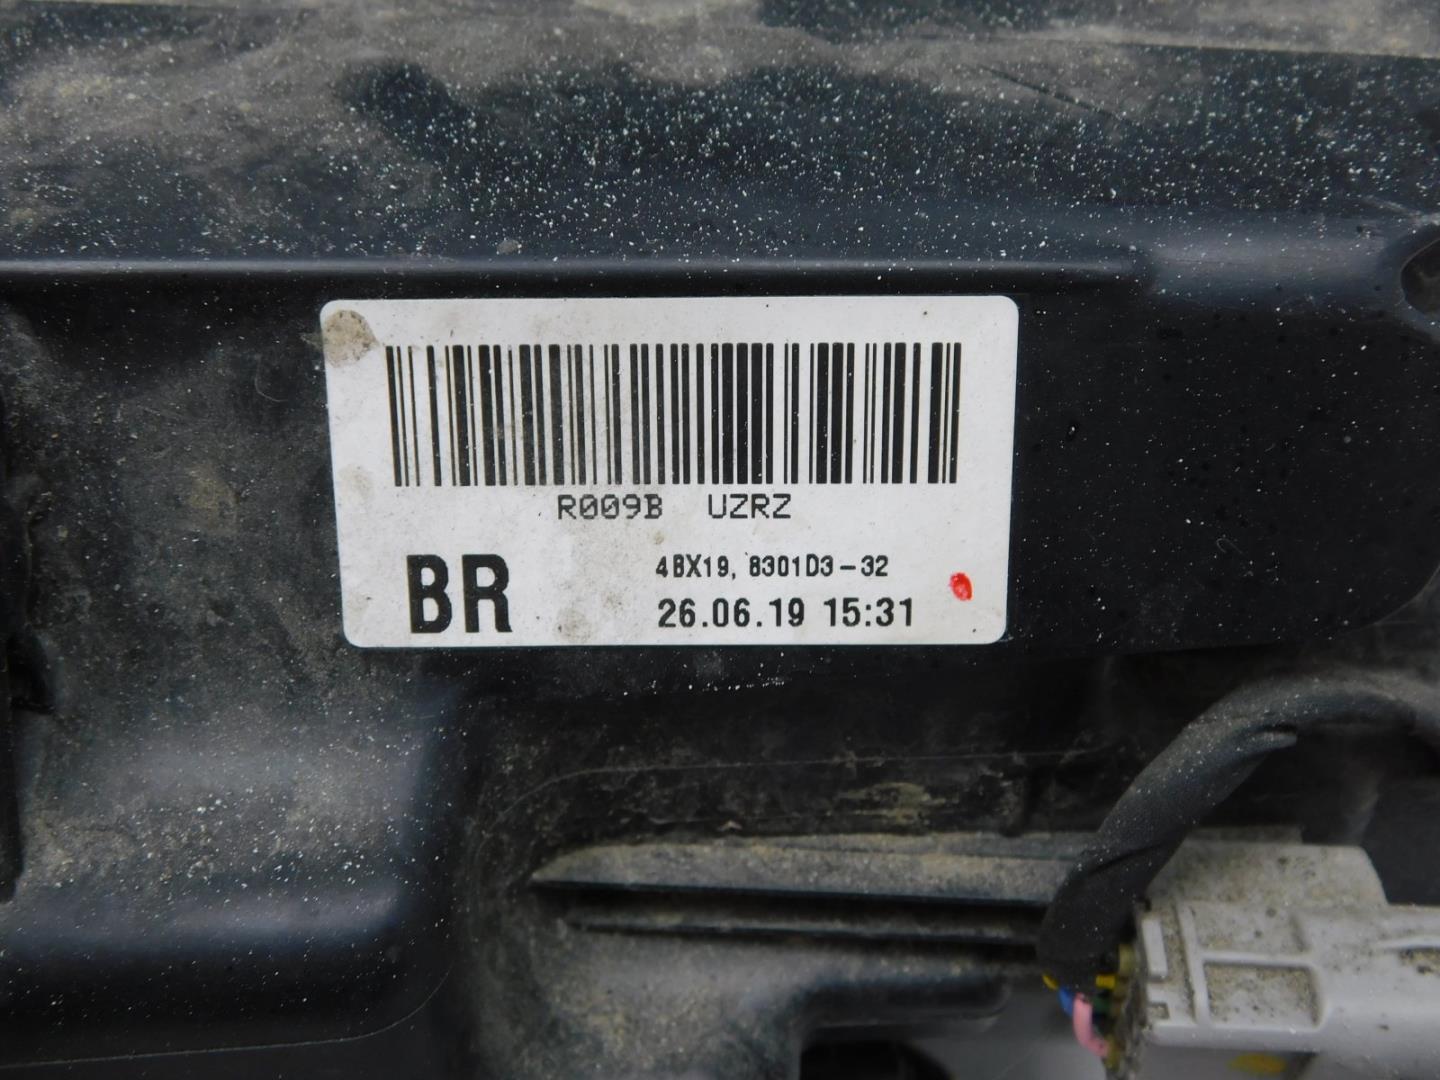 R009B UZRZ
BR
4BX19, 8301D3-32
26.06.19 15:31